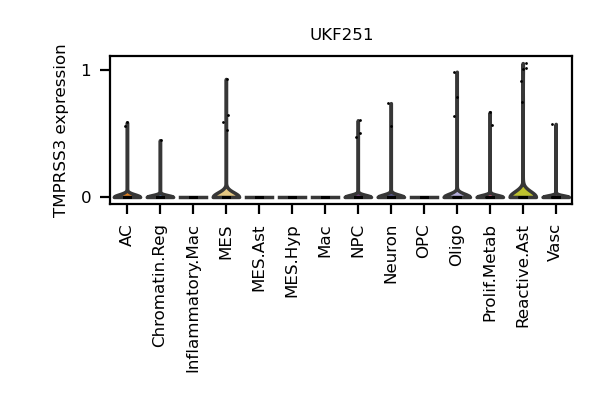 UKF251
TMPRSS3 expression
1
0
AC
Chromatin.Reg
Inflammatory.Mac
MES
MES.Ast
MES.Hyp
Mac
NPC
Neuron
OPC
Oligo
Prolif.Metab
Reactive.Ast
Vasc